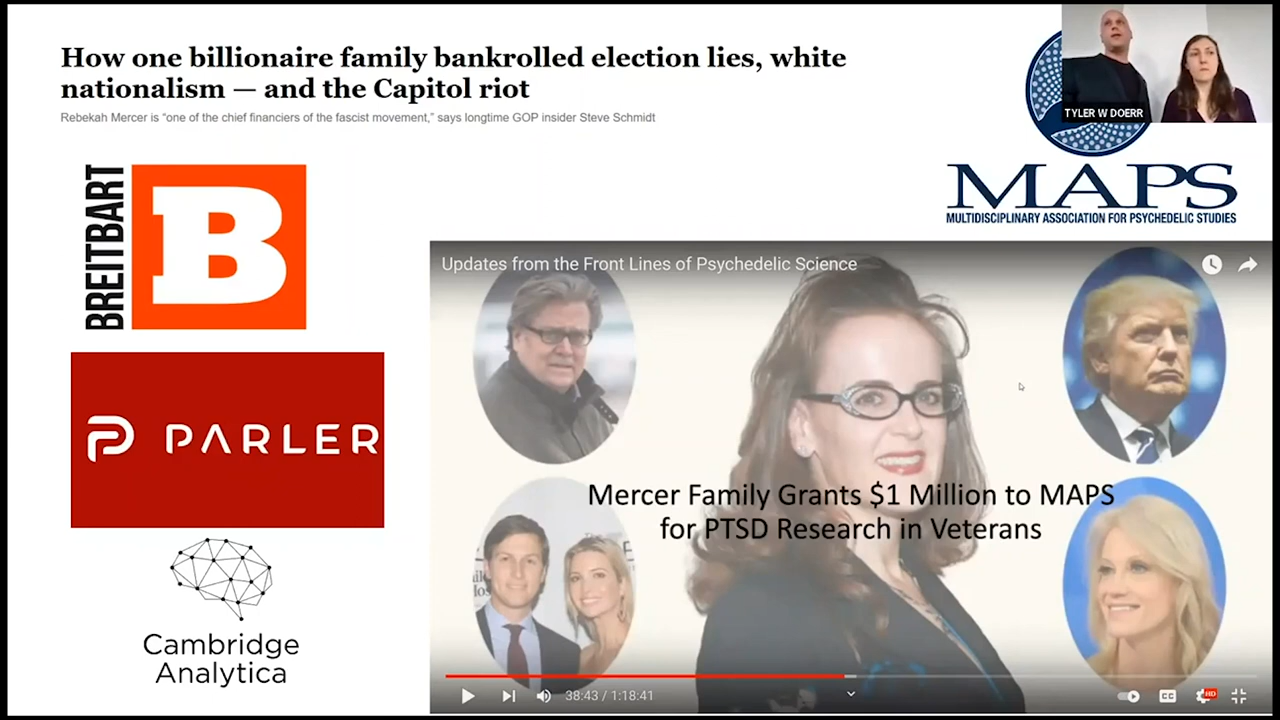 How one billionaire family bankrolled election lies, white
nationalism — and the Capitol riot
Rebekah Mercer is “one of the chief financiers of the fascist movement,” says longtime GOP insider Steve Schmidt
TYLER W DOERR
MAPS
MULTIDISCIPLINARY ASSOCIATION FOR PSYCHEDELIC STUDIES
BREITBART
B
PARLER
Cambridge
Analytica
Updates from the Front Lines of Psychedelic Science
Mercer Family Grants $1 Million to MAPS
for PTSD Research in Veterans
38:43 / 1:18:41
CC
HD